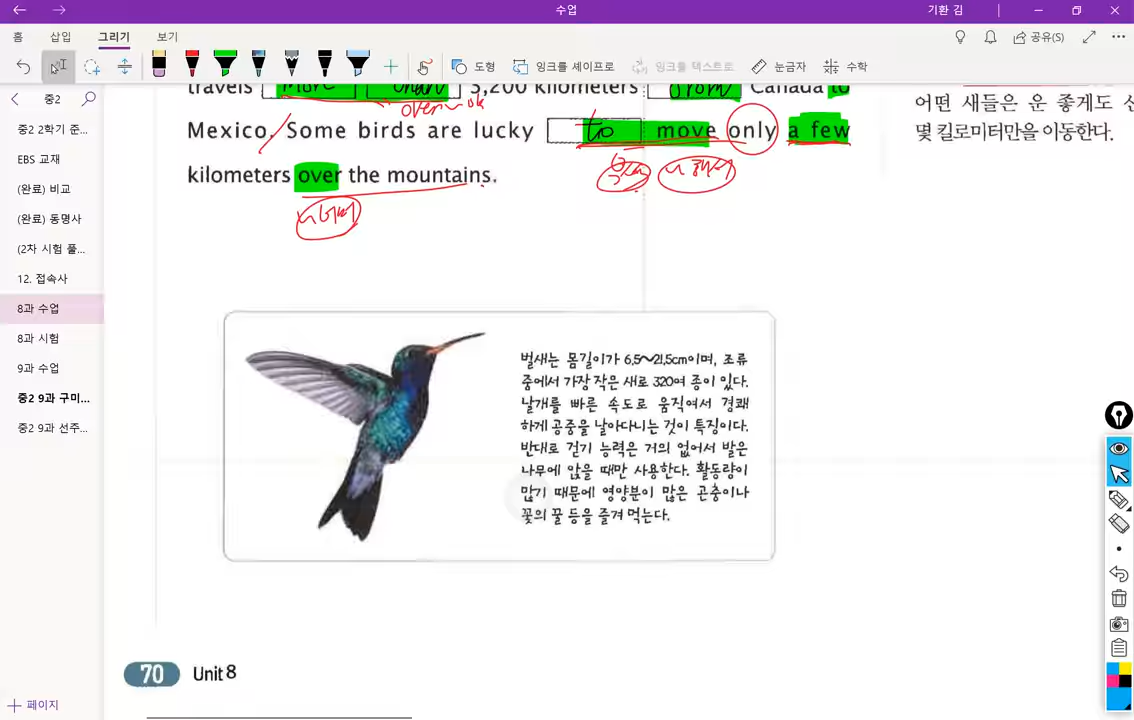 수업
기환 김
홈
삽입
그리기
보기
공유(S)
도형
잉크를 셰이프로
잉크를 텍스트로
눈금자
수학
중2
중2 2학기 준...
EBS 교재
(완료) 비교
(완료) 동명사
(2차 시험 풀...
12. 접속사
8과 수업
8과 시험
9과 수업
중2 9과 구미...
중2 9과 선주...
페이지
travels more than 3,200 kilometers from Canada to
over ok
Mexico. Some birds are lucky to move only a few
kilometers over the mountains.
어떤 새들은 운 좋게도 산
몇 킬로미터만을 이동한다.
벌새는 몸길이가 6.5~21.5cm이며, 조류
중에서 가장 작은 새로 320여 종이 있다.
날개를 빠른 속도로 움직여서 경쾌
하게 공중을 날아다니는 것이 특징이다.
반대로 걷기 능력은 거의 없어서 발은
나무에 앉을 때만 사용한다. 활동량이
많기 때문에 영양분이 많은 곤충이나
꽃의 꿀 등을 즐겨 먹는다.
70 Unit 8